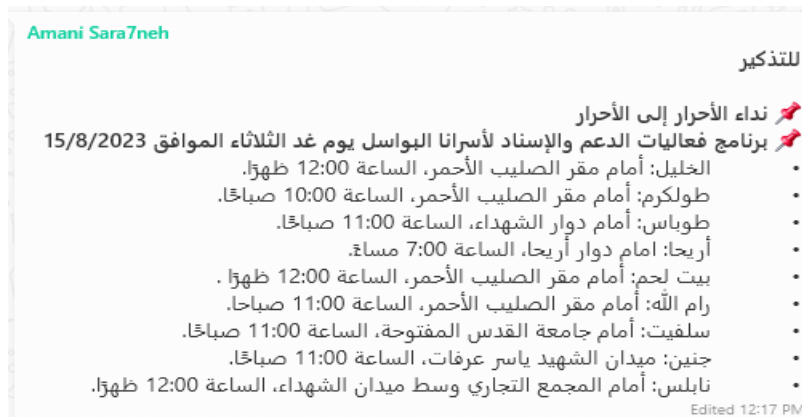 Amani Sara7neh
للتذكير
📌 نداء الأحرار إلى الأحرار
📌 برنامج فعاليات الدعم والإسناد لأسرانا البواسل يوم غد الثلاثاء الموافق 15/8/2023
• الخليل: أمام مقر الصليب الأحمر، الساعة 12:00 ظهرًا.
• طولكرم: أمام مقر الصليب الأحمر، الساعة 10:00 صباحًا.
• طوباس: أمام دوار الشهداء، الساعة 11:00 صباحًا.
• أريحا: امام دوار أريحا، الساعة 7:00 مساءً.
• بيت لحم: أمام مقر الصليب الأحمر، الساعة 12:00 ظهرًا .
• رام الله: أمام مقر الصليب الأحمر، الساعة 11:00 صباحا.
• سلفيت: أمام جامعة القدس المفتوحة، الساعة 11:00 صباحًا.
• جنين: ميدان الشهيد ياسر عرفات، الساعة 11:00 صباحًا.
• نابلس: أمام المجمع التجاري وسط ميدان الشهداء، الساعة 12:00 ظهرًا.
Edited 12:17 PM